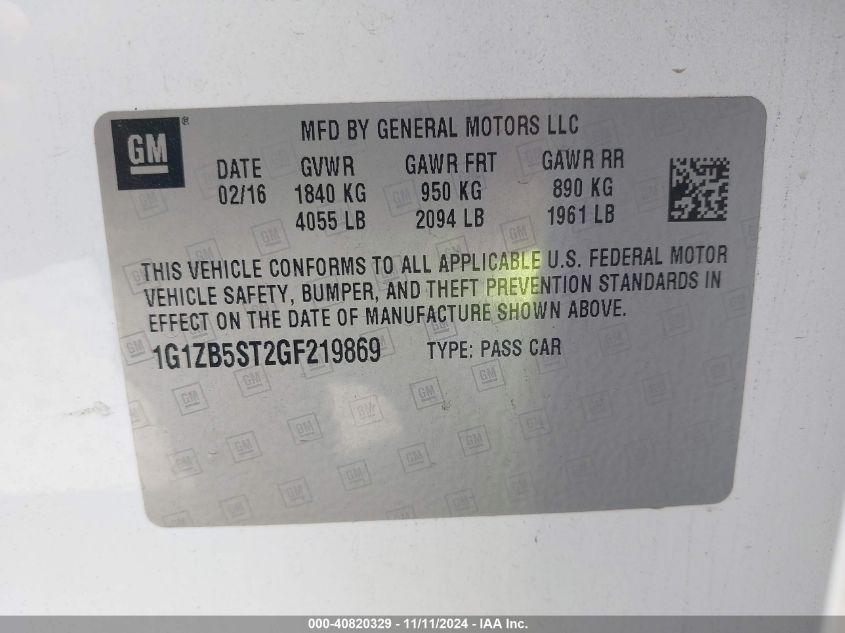 GM®
MFD BY GENERAL MOTORS LLC
DATE GVWR GAWR FRT GAWR RR
02/16 1840 KG 950 KG 890 KG
4055 LB 2094 LB 1961 LB
THIS VEHICLE CONFORMS TO ALL APPLICABLE U.S. FEDERAL MOTOR
VEHICLE SAFETY, BUMPER, AND THEFT PREVENTION STANDARDS IN
EFFECT ON THE DATE OF MANUFACTURE SHOWN ABOVE.
1G1ZB5ST2GF219869 TYPE: PASS CAR
000-40820329 - 11/11/2024 - IAA Inc.